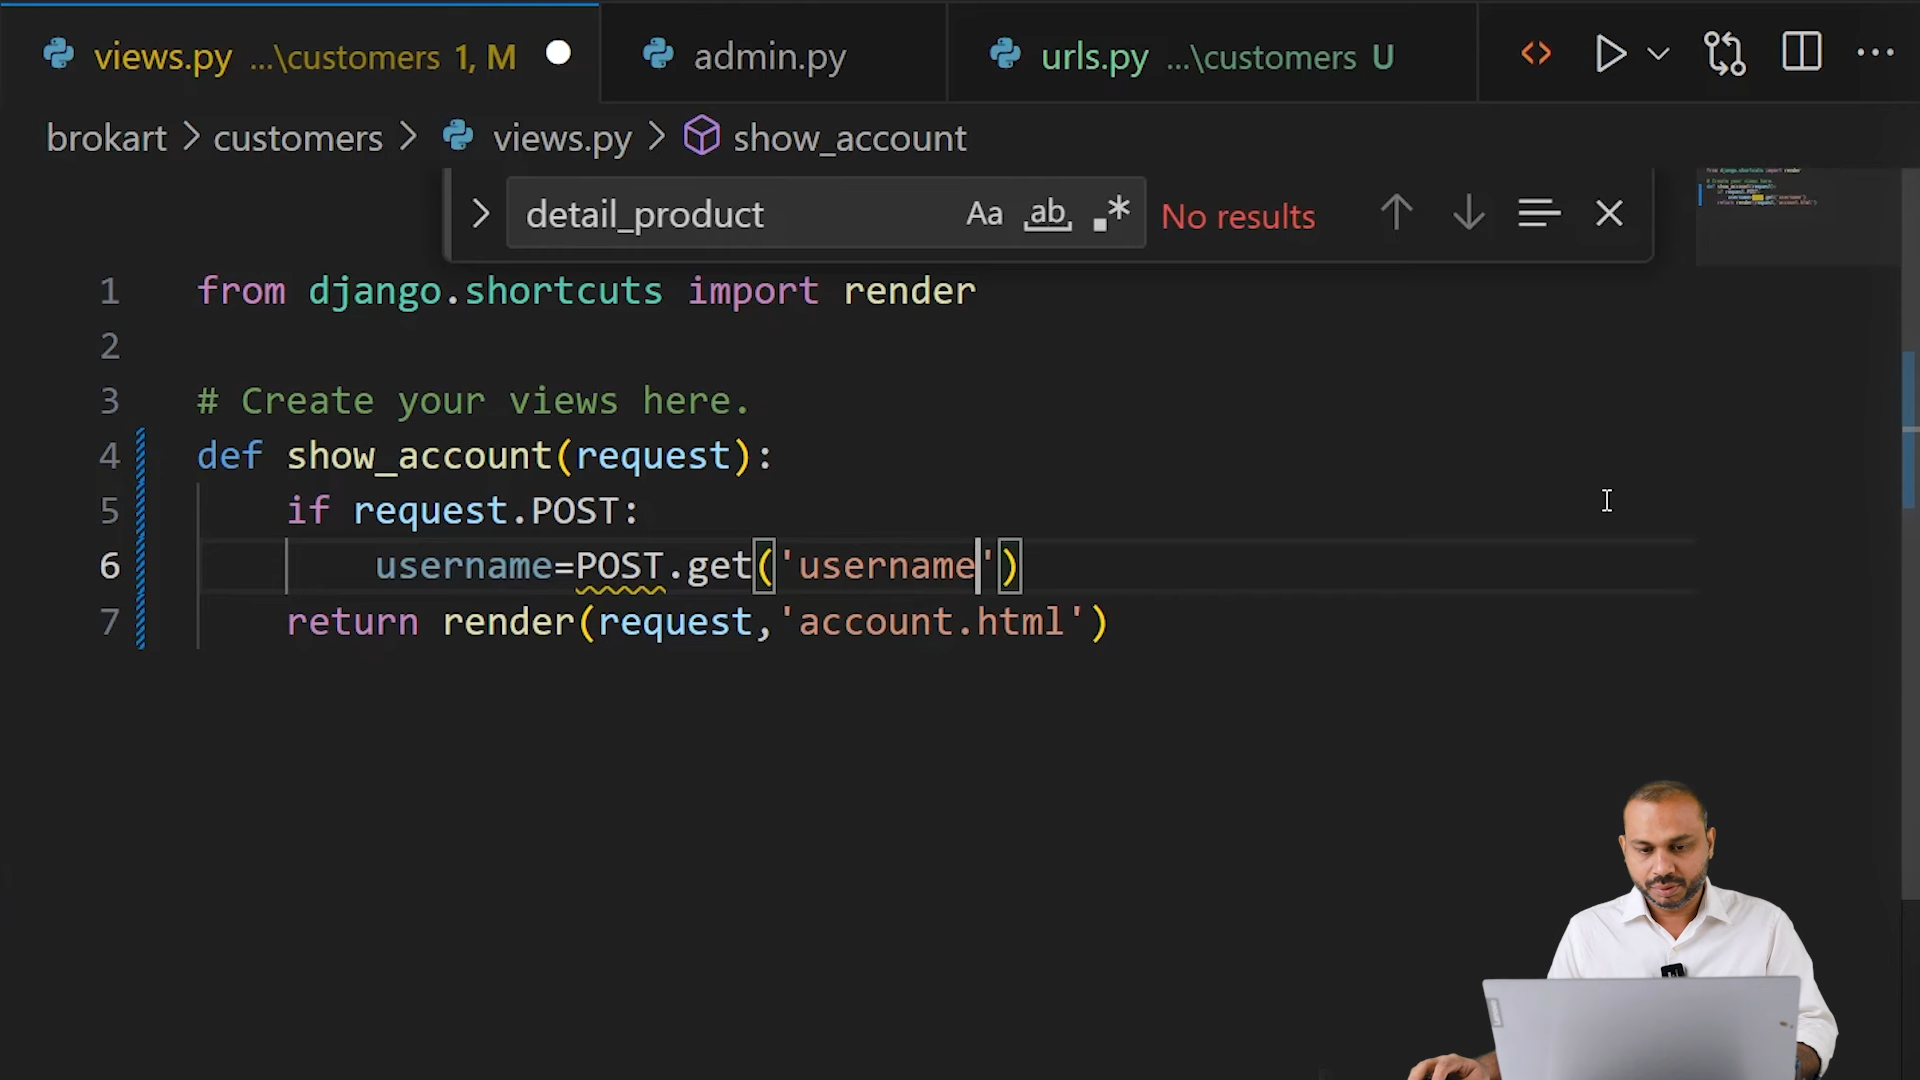 views.py ...\customers 1, M
admin.py
urls.py ...\customers U
brokart > customers > views.py > show_account
detail_product
Aa ab .*
No results
1 from django.shortcuts import render
2
3 # Create your views here.
4 def show_account(request):
5 if request.POST:
6 username=POST.get('username')
7 return render(request,'account.html')